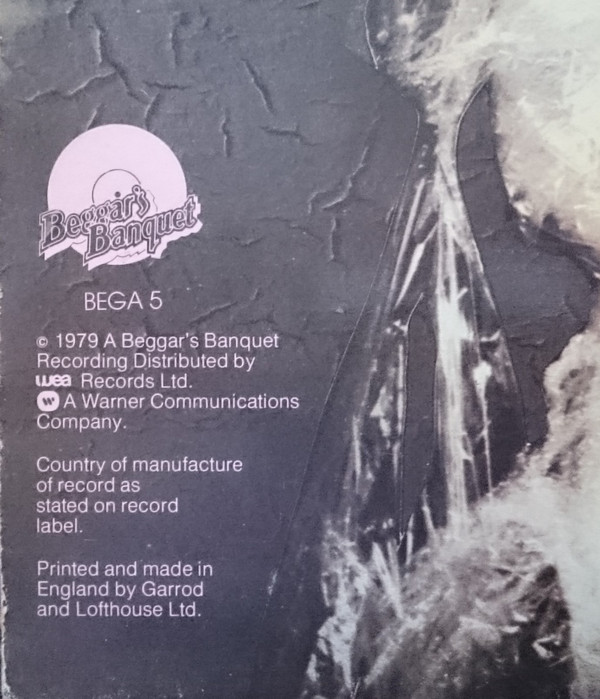 Beggar's
Banquet
BEGA 5
© 1979 A Beggar's Banquet
Recording Distributed by
wea Records Ltd.
w A Warner Communications
Company.
Country of manufacture
of record as
stated on record
label.
Printed and made in
England by Garrod
and Lofthouse Ltd.